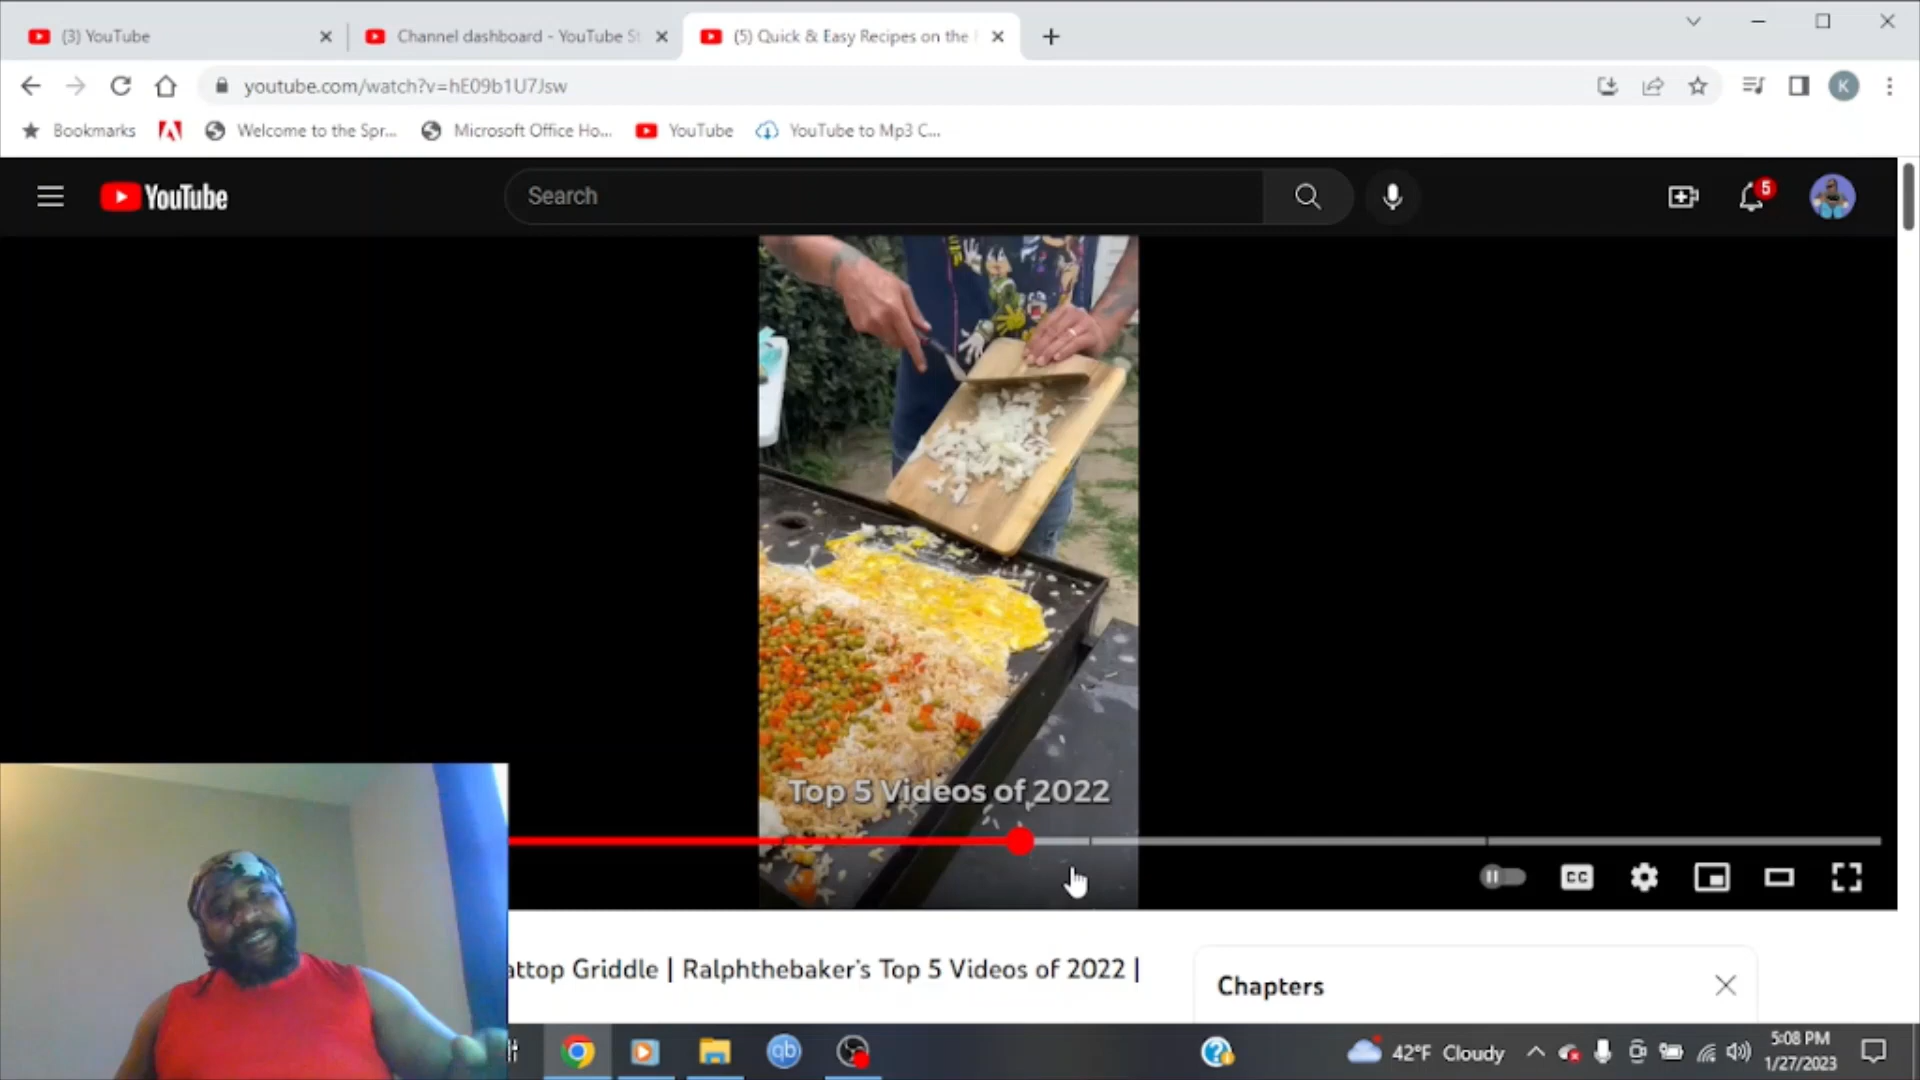 (3) YouTube
Channel dashboard - YouTube St
(5) Quick & Easy Recipes on the
youtube.com/watch?v=hE09b1U7Jsw
K
Bookmarks
Welcome to the Spr...
Microsoft Office Ho...
YouTube
YouTube to Mp3 C...
YouTube
Search
5
Top 5 Videos of 2022
CC
attop Griddle | Ralphthebaker's Top 5 Videos of 2022 |
Chapters
qb
42°F Cloudy
5:08 PM
1/27/2023